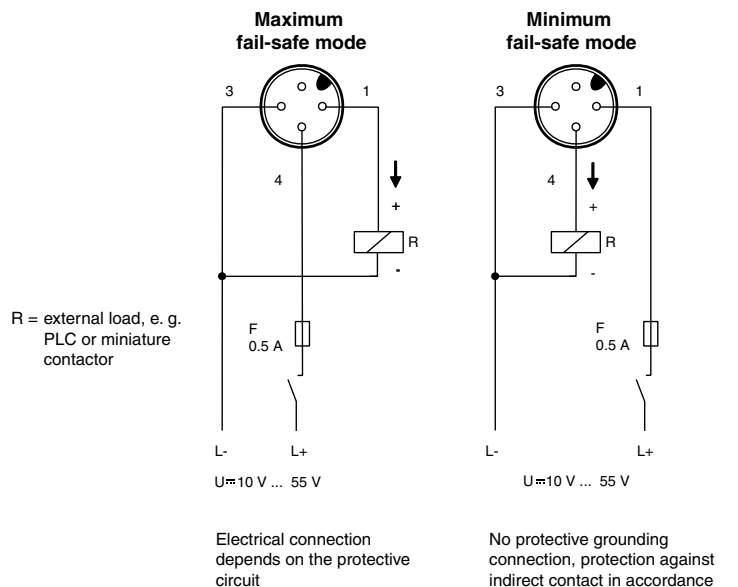 Maximum
fail-safe mode
Minimum
fail-safe mode
3
1
3
1
4
4
+
+
R
R
-
-
R = external load, e. g.
PLC or miniature
contactor
F
0.5 A
F
0.5 A
L-
L+
L-
L+
U⎓10 V ... 55 V
U⎓10 V ... 55 V
Electrical connection
depends on the protective
circuit
No protective grounding
connection, protection against
indirect contact in accordance